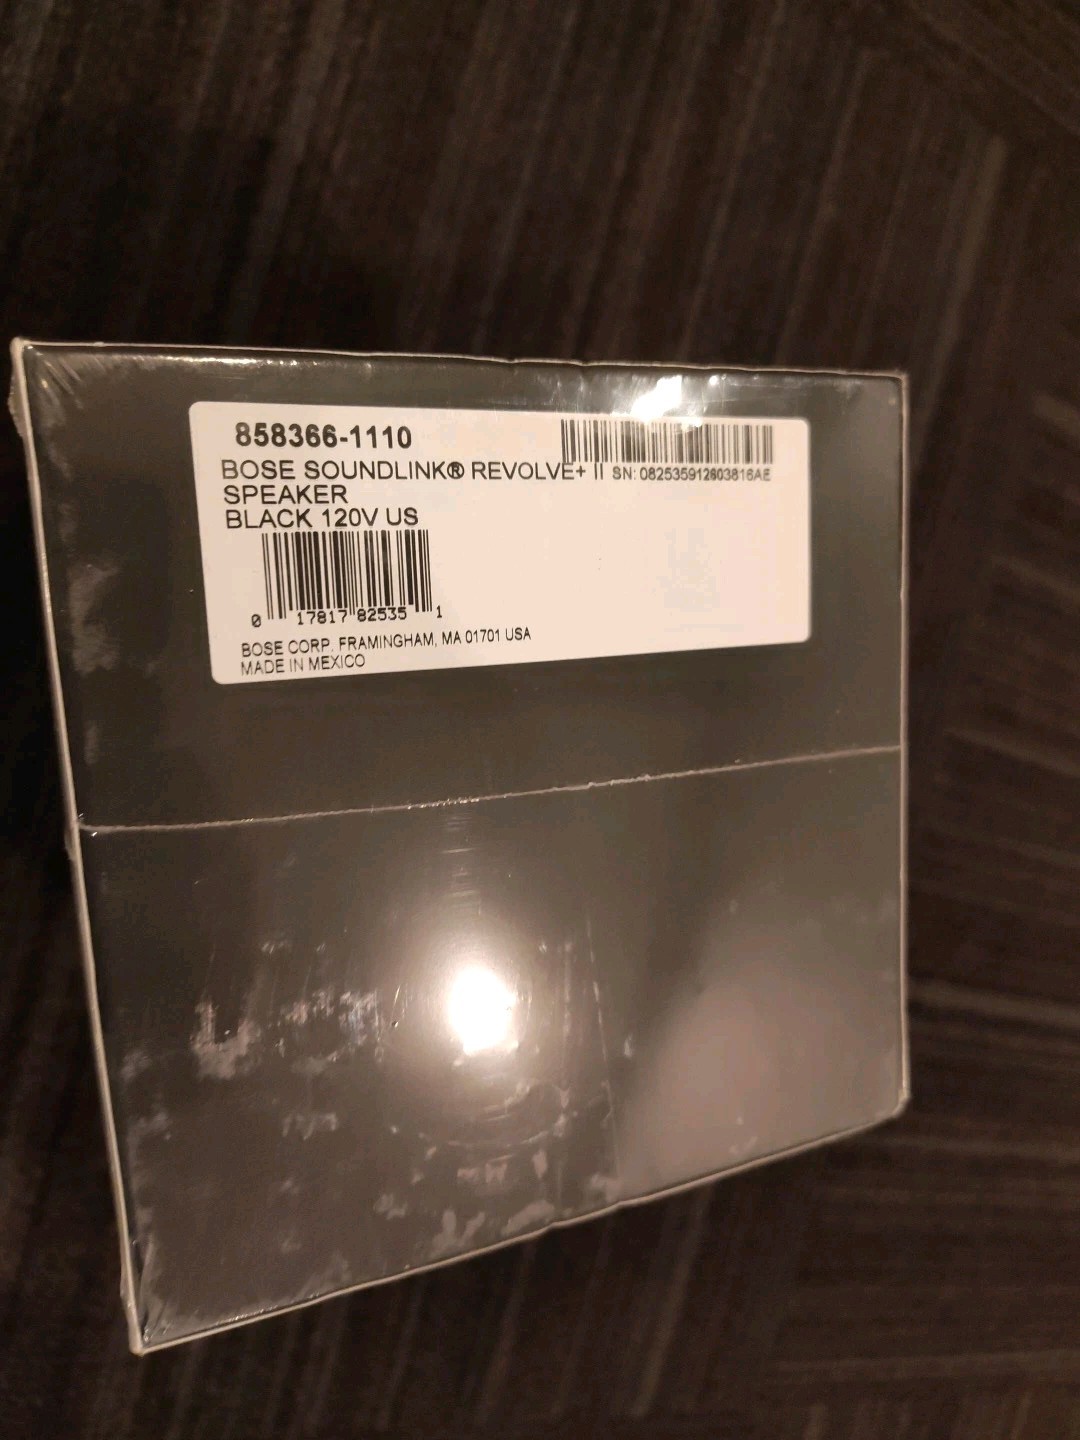 858366-1110
BOSE SOUNDLINK® REVOLVE+ II SN: 082535912603816AE
SPEAKER
BLACK 120V US
0 17817 82535 1
BOSE CORP. FRAMINGHAM, MA 01701 USA
MADE IN MEXICO